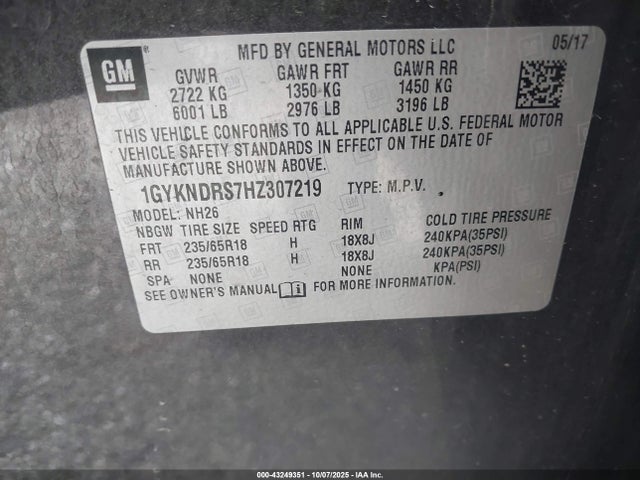 GM
MFD BY GENERAL MOTORS LLC 05/17
GVWR GAWR FRT GAWR RR
2722 KG 1350 KG 1450 KG
6001 LB 2976 LB 3196 LB
THIS VEHICLE CONFORMS TO ALL APPLICABLE U.S. FEDERAL MOTOR
VEHICLE SAFETY STANDARDS IN EFFECT ON THE DATE OF
MANUFACTURE SHOWN ABOVE.
1GYKNDRS7HZ307219 TYPE: M.P.V.
MODEL: NH26
NBGW TIRE SIZE SPEED RTG RIM COLD TIRE PRESSURE
FRT 235/65R18 H 18X8J 240KPA(35PSI)
RR 235/65R18 H 18X8J 240KPA(35PSI)
SPA NONE NONE KPA(PSI)
SEE OWNER'S MANUAL FOR MORE INFORMATION.
000-43249351 - 10/07/2025 - IAA Inc.